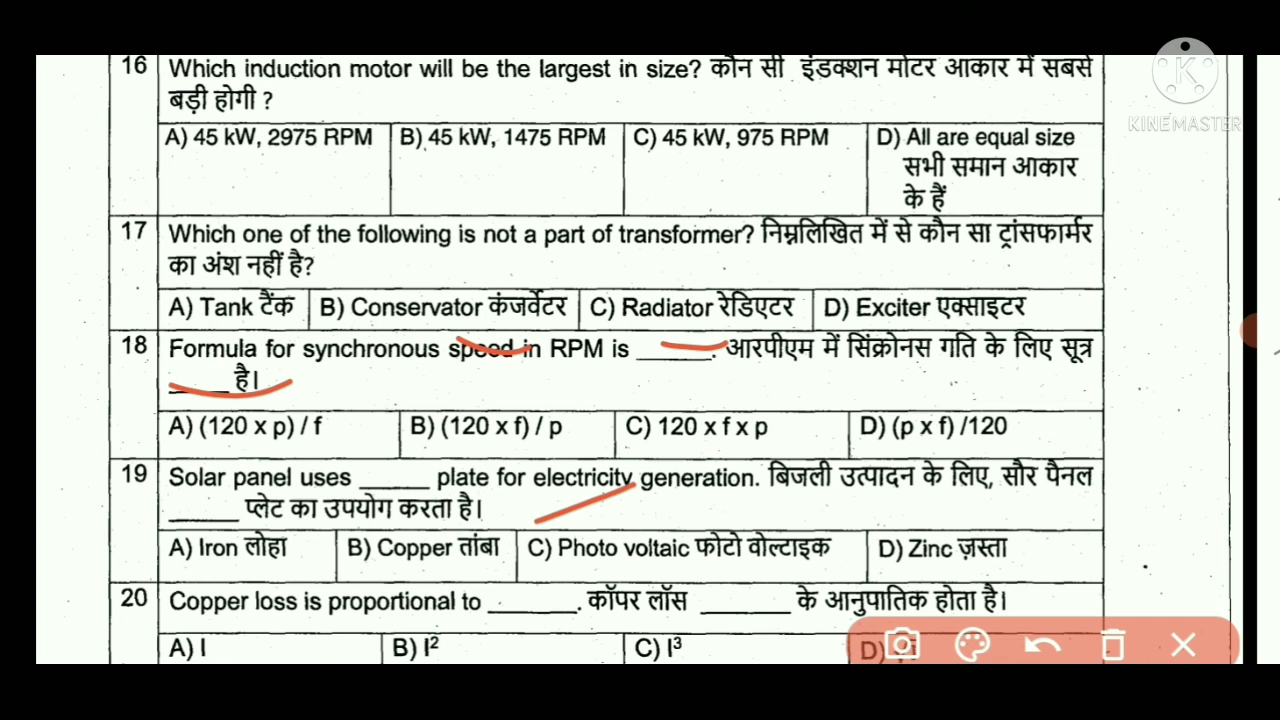 KINEMASTER
16 Which induction motor will be the largest in size? कौन सी इंडक्शन मोटर आकार में सबसे
बड़ी होगी ?
A) 45 kW, 2975 RPM B) 45 kW, 1475 RPM C) 45 kW, 975 RPM D) All are equal size
सभी समान आकार
के हैं
17 Which one of the following is not a part of transformer? निम्नलिखित में से कौन सा ट्रांसफार्मर
का अंश नहीं है?
A) Tank टैंक B) Conservator कंजर्वेटर C) Radiator रेडिएटर D) Exciter एक्साइटर
18 Formula for synchronous speed in RPM is ______. आरपीएम में सिंक्रोनस गति के लिए सूत्र
_____ है।
A) (120 x p) / f B) (120 x f) / p C) 120 x f x p D) (p x f) /120
19 Solar panel uses ______ plate for electricity generation. बिजली उत्पादन के लिए, सौर पैनल
______ प्लेट का उपयोग करता है।
A) Iron लोहा B) Copper तांबा C) Photo voltaic फोटो वोल्टाइक D) Zinc ज़स्ता
20 Copper loss is proportional to ________. कॉपर लॉस ________ के आनुपातिक होता है।
A) I B) I² C) I³ D)